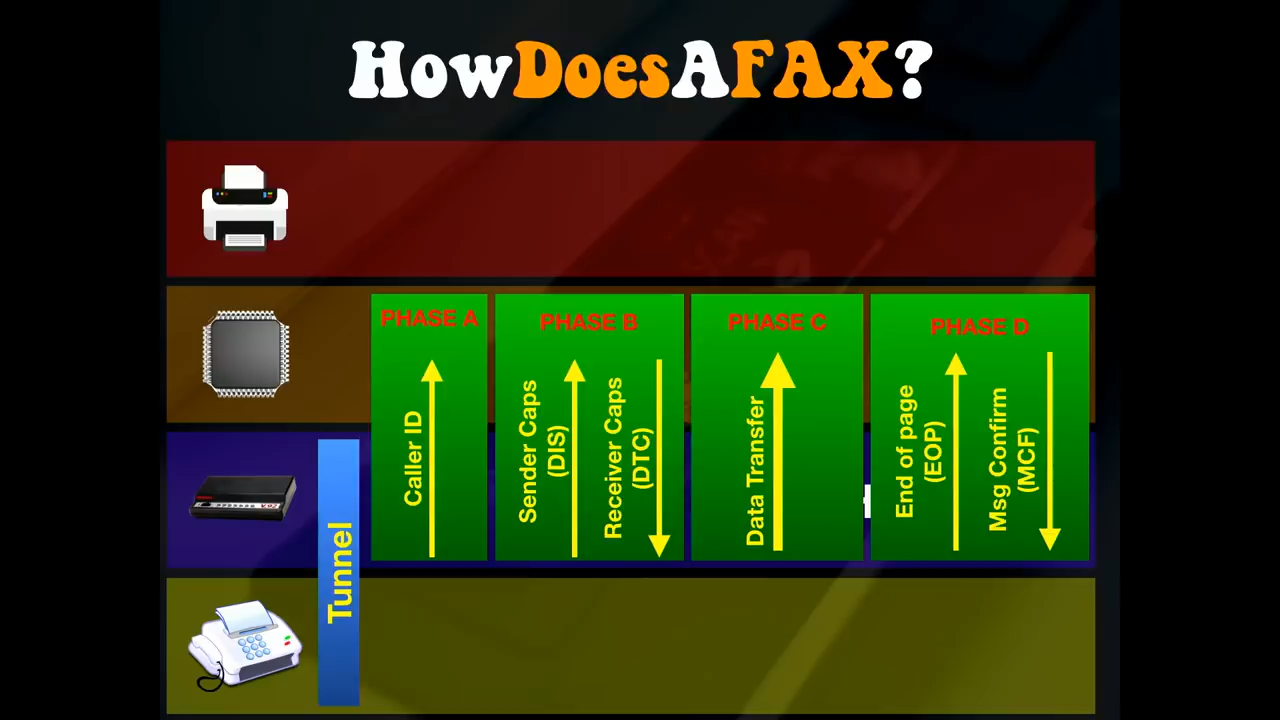 HowDoesAFAX?
PHASE A
Caller ID
PHASE B
Sender Caps
(DIS)
Receiver Caps
(DTC)
PHASE C
Data Transfer
PHASE D
End of page
(EOP)
Msg Confirm
(MCF)
Tunnel
V.92